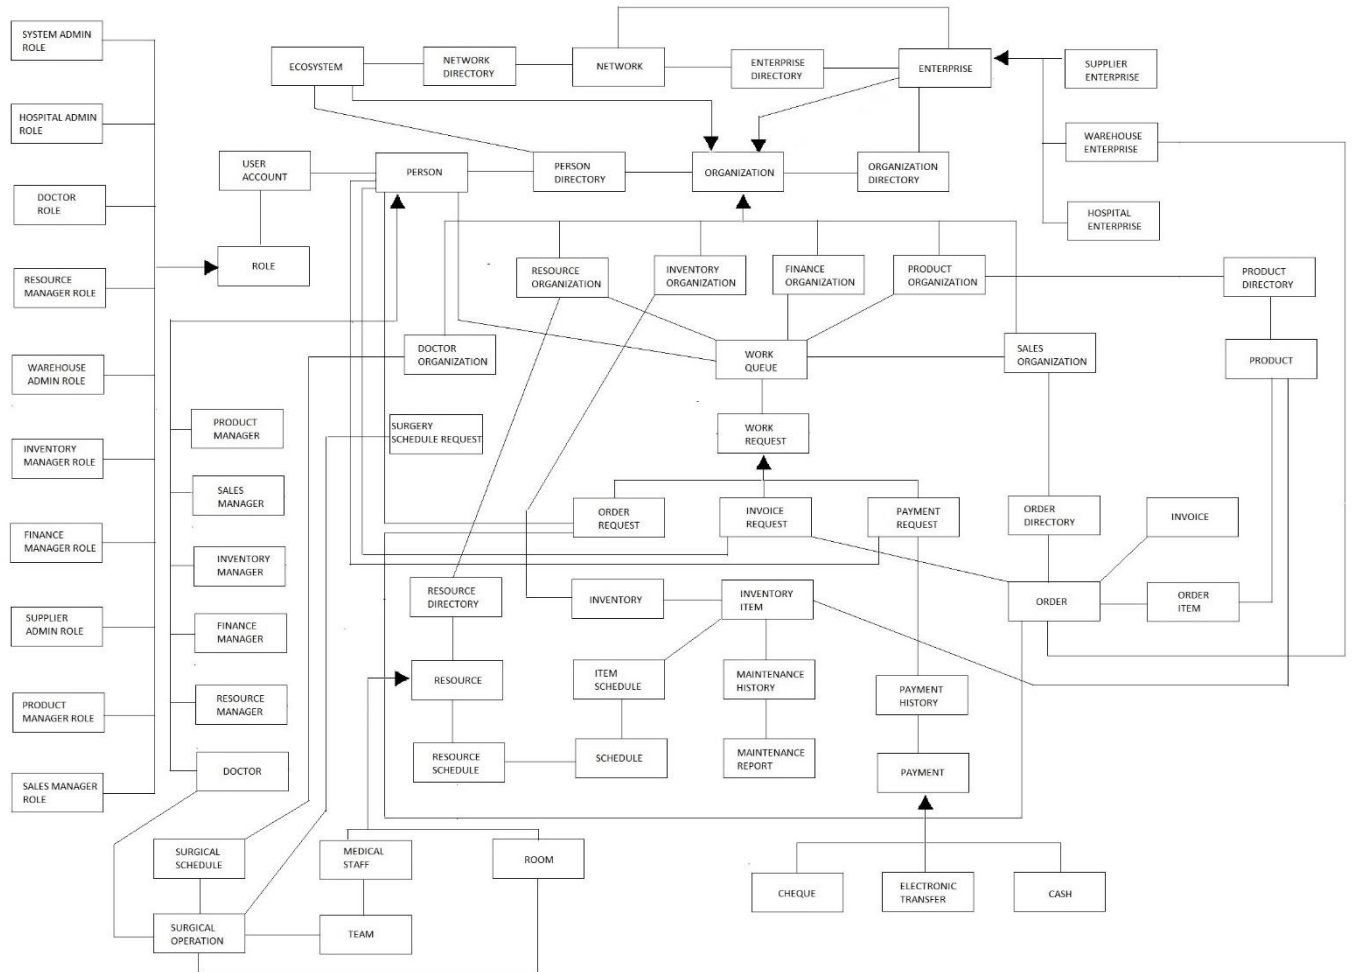 SYSTEM ADMIN
ROLE
ECOSYSTEM
NETWORK
DIRECTORY
NETWORK
ENTERPRISE
DIRECTORY
ENTERPRISE
SUPPLIER
ENTERPRISE
HOSPITAL ADMIN
ROLE
USER
ACCOUNT
PERSON
PERSON
DIRECTORY
ORGANIZATION
ORGANIZATION
DIRECTORY
WAREHOUSE
ENTERPRISE
DOCTOR
ROLE
HOSPITAL
ENTERPRISE
ROLE
RESOURCE
MANAGER ROLE
RESOURCE
ORGANIZATION
INVENTORY
ORGANIZATION
FINANCE
ORGANIZATION
PRODUCT
ORGANIZATION
PRODUCT
DIRECTORY
WAREHOUSE
ADMIN ROLE
DOCTOR
ORGANIZATION
WORK
QUEUE
SALES
ORGANIZATION
PRODUCT
PRODUCT
MANAGER
SURGERY
SCHEDULE REQUEST
WORK
REQUEST
INVENTORY
MANAGER ROLE
SALES
MANAGER
ORDER
REQUEST
INVOICE
REQUEST
PAYMENT
REQUEST
ORDER
DIRECTORY
INVOICE
FINANCE
MANAGER ROLE
INVENTORY
MANAGER
RESOURCE
DIRECTORY
INVENTORY
INVENTORY
ITEM
ORDER
ORDER
ITEM
SUPPLIER
ADMIN ROLE
FINANCE
MANAGER
RESOURCE
ITEM
SCHEDULE
MAINTENANCE
HISTORY
PAYMENT
HISTORY
PRODUCT
MANAGER ROLE
RESOURCE
MANAGER
DOCTOR
RESOURCE
SCHEDULE
SCHEDULE
MAINTENANCE
REPORT
PAYMENT
SALES MANAGER
ROLE
SURGICAL
SCHEDULE
MEDICAL
STAFF
ROOM
CHEQUE
ELECTRONIC
TRANSFER
CASH
SURGICAL
OPERATION
TEAM